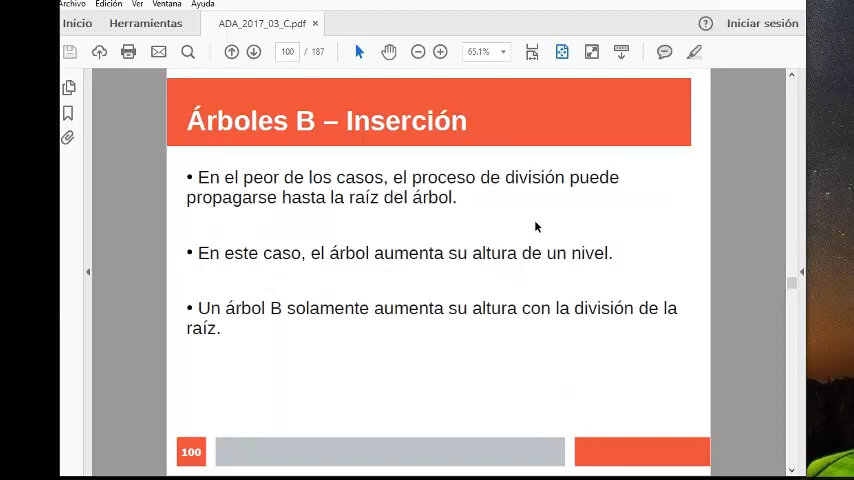 Archivo Edición Ver Ventana Ayuda
Inicio Herramientas ADA_2017_03_C.pdf × ? Iniciar sesión
100 / 187 65.1%
Árboles B – Inserción
• En el peor de los casos, el proceso de división puede
propagarse hasta la raíz del árbol.
• En este caso, el árbol aumenta su altura de un nivel.
• Un árbol B solamente aumenta su altura con la división de la
raíz.
100